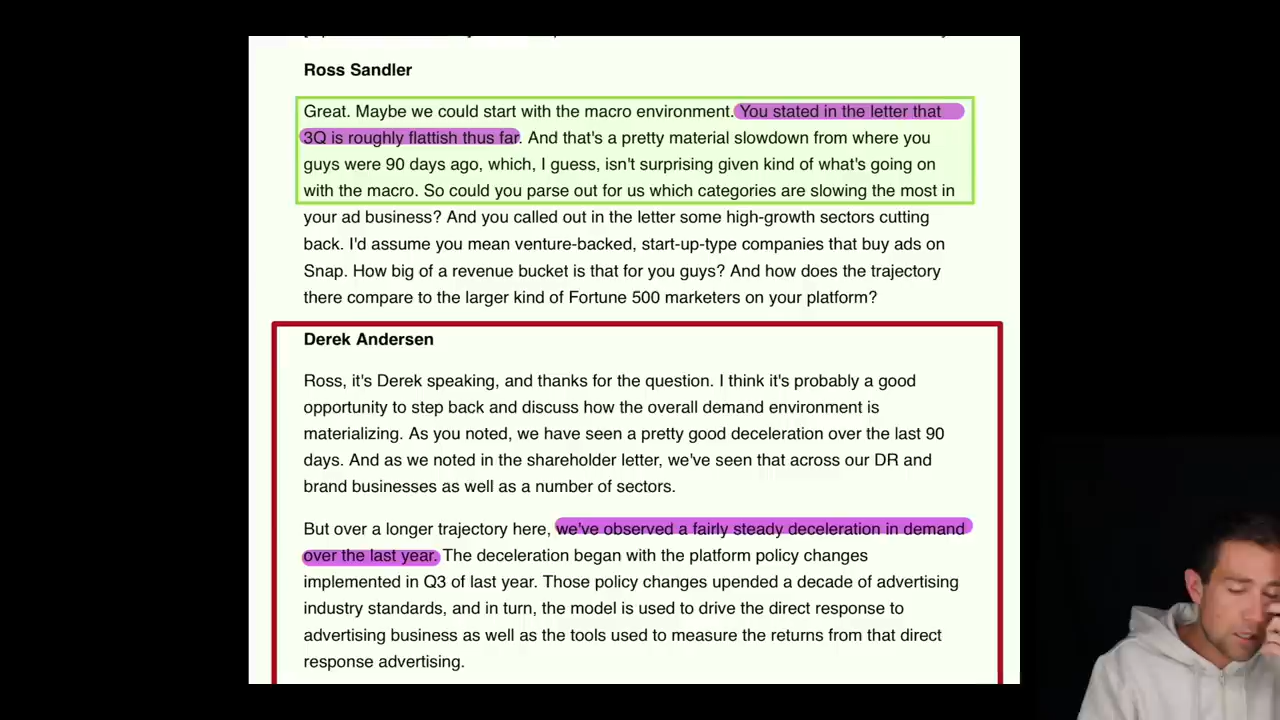 Ross Sandler
Great. Maybe we could start with the macro environment. You stated in the letter that
3Q is roughly flattish thus far. And that's a pretty material slowdown from where you
guys were 90 days ago, which, I guess, isn't surprising given kind of what's going on
with the macro. So could you parse out for us which categories are slowing the most in
your ad business? And you called out in the letter some high-growth sectors cutting
back. I'd assume you mean venture-backed, start-up-type companies that buy ads on
Snap. How big of a revenue bucket is that for you guys? And how does the trajectory
there compare to the larger kind of Fortune 500 marketers on your platform?
Derek Andersen
Ross, it's Derek speaking, and thanks for the question. I think it's probably a good
opportunity to step back and discuss how the overall demand environment is
materializing. As you noted, we have seen a pretty good deceleration over the last 90
days. And as we noted in the shareholder letter, we've seen that across our DR and
brand businesses as well as a number of sectors.
But over a longer trajectory here, we've observed a fairly steady deceleration in demand
over the last year. The deceleration began with the platform policy changes
implemented in Q3 of last year. Those policy changes upended a decade of advertising
industry standards, and in turn, the model is used to drive the direct response to
advertising business as well as the tools used to measure the returns from that direct
response advertising.